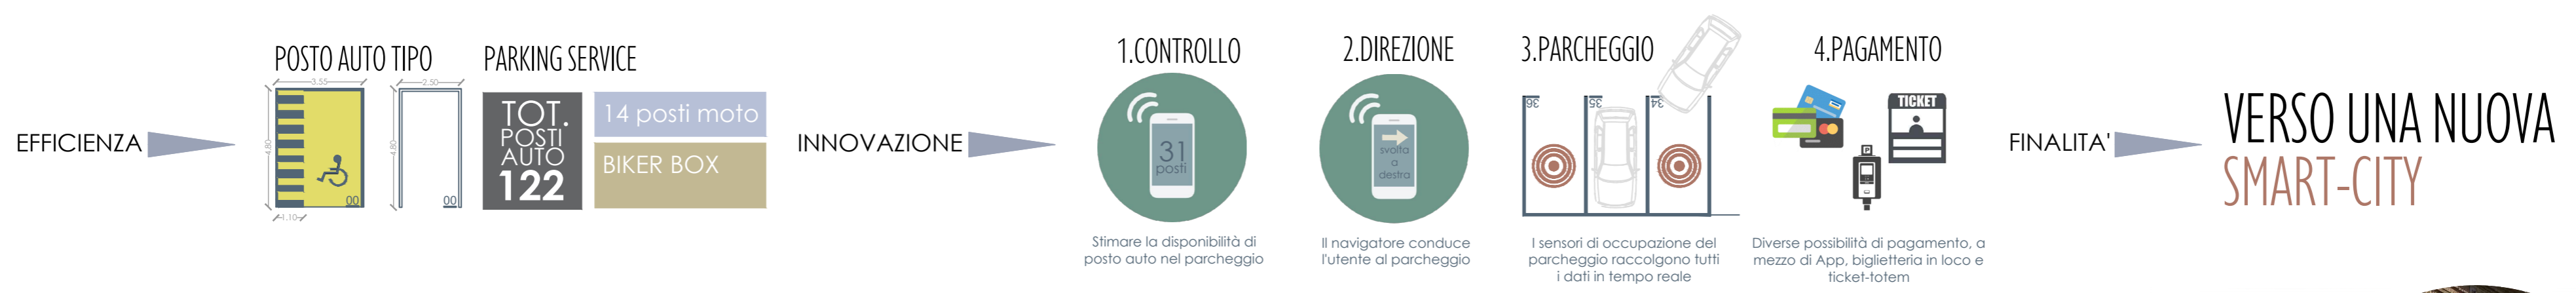 EFFICIENZA
POSTO AUTO TIPO
3.55
4.80
1.10
00
2.50
4.80
00
PARKING SERVICE
TOT.
POSTI
AUTO
122
14 posti moto
BIKER BOX
INNOVAZIONE
1.CONTROLLO
31
posti
Stimare la disponibilità di
posto auto nel parcheggio
2.DIREZIONE
svolta
a
destra
Il navigatore conduce
l'utente al parcheggio
3.PARCHEGGIO
36
35
34
I sensori di occupazione del
parcheggio raccolgono tutti
i dati in tempo reale
4.PAGAMENTO
TICKET
P
Diverse possibilità di pagamento, a
mezzo di App, biglietteria in loco e
ticket-totem
FINALITA'
VERSO UNA NUOVA
SMART-CITY